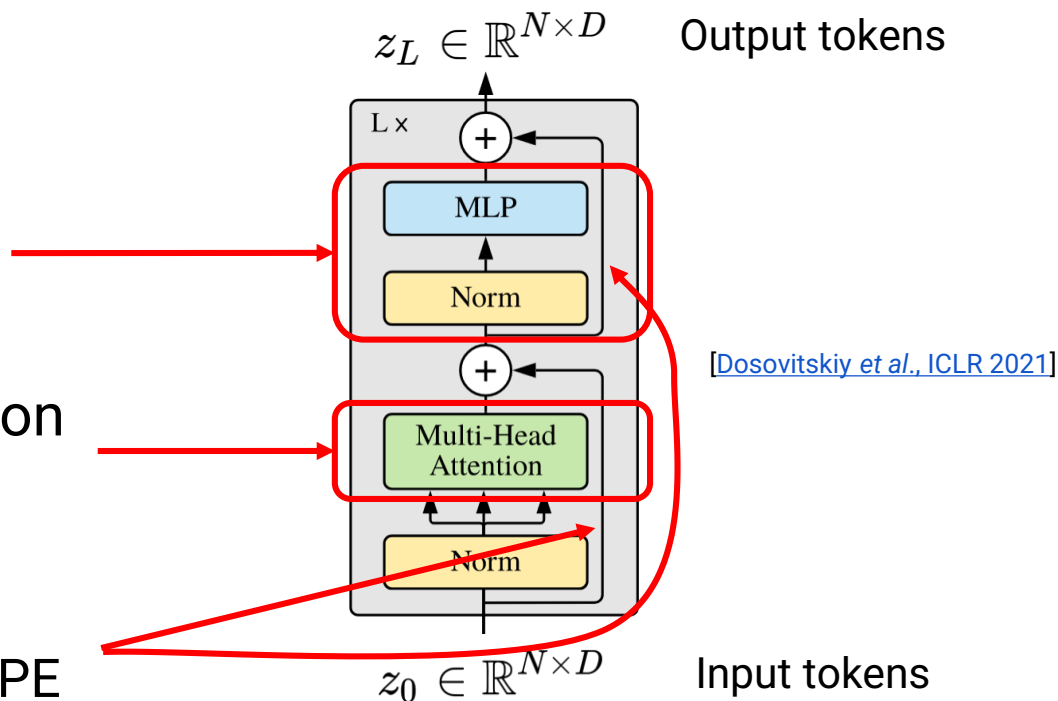 z_L ∈ ℝ^{N×D} Output tokens
L ×
+
MLP
Norm
+
[Dosovitskiy et al., ICLR 2021]
on
Multi-Head
Attention
Norm
PE
z_0 ∈ ℝ^{N×D} Input tokens